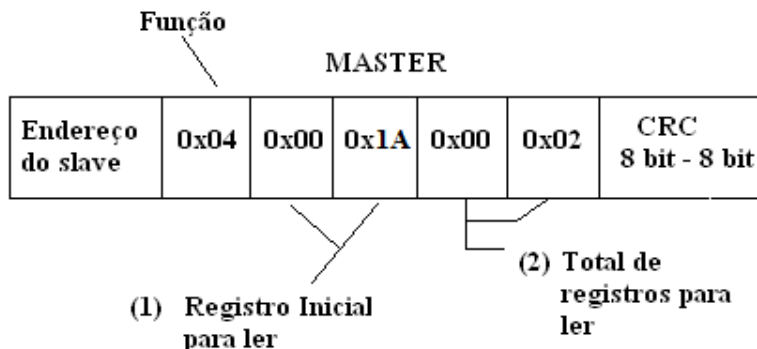 Função
MASTER
Endereço
do slave
0x04
0x00
0x1A
0x00
0x02
CRC
8 bit - 8 bit
(1) Registro Inicial
para ler
(2) Total de
registros para
ler